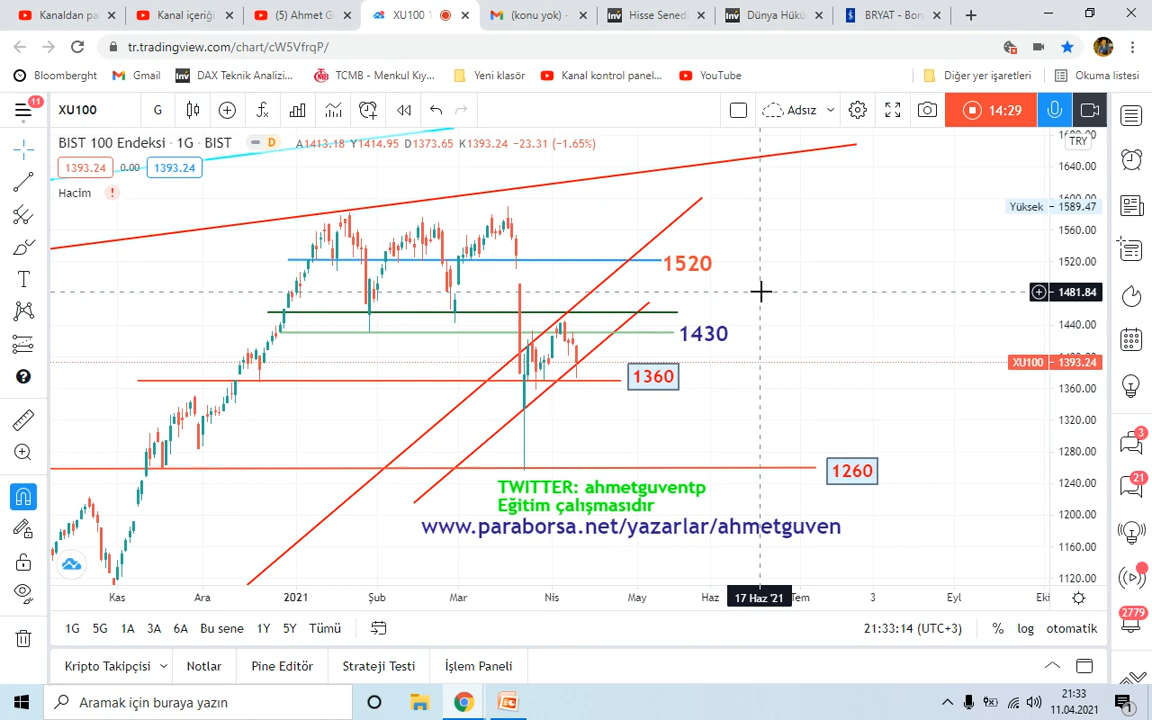 Kanaldan pa
Kanal içeriği
(5) Ahmet G
XU100 1
(konu yok) -
Hisse Sened
Dünya Hükü
BRYAT - Bon
tr.tradingview.com/chart/cW5VfrqP/
Bloomberght
Gmail
DAX Teknik Analizi...
TCMB - Menkul Kıy...
Yeni klasör
Kanal kontrol panel...
YouTube
Diğer yer işaretleri
Okuma listesi
11
XU100
G
Adsız
14:29
BIST 100 Endeksi · 1G · BIST
D
A1413.18 Y1414.95 D1373.65 K1393.24 −23.31 (−1.65%)
1393.24
0.00
1393.24
Hacim
TRY
1640.00
Yüksek
1589.47
1560.00
1520.00
1481.84
1440.00
XU100
1393.24
1360.00
1320.00
1280.00
1240.00
1200.00
1160.00
1120.00
1520
1430
1360
1260
TWITTER: ahmetguventp
Eğitim çalışmasıdır
www.paraborsa.net/yazarlar/ahmetguven
Kas
Ara
2021
Şub
Mar
Nis
May
Haz
17 Haz '21
Tem
3
Eyl
Eki
1G
5G
1A
3A
6A
Bu sene
1Y
5Y
Tümü
21:33:14 (UTC+3)
%
log
otomatik
Kripto Takipçisi
Notlar
Pine Editör
Strateji Testi
İşlem Paneli
3
21
2779
Aramak için buraya yazın
21:33
11.04.2021
1